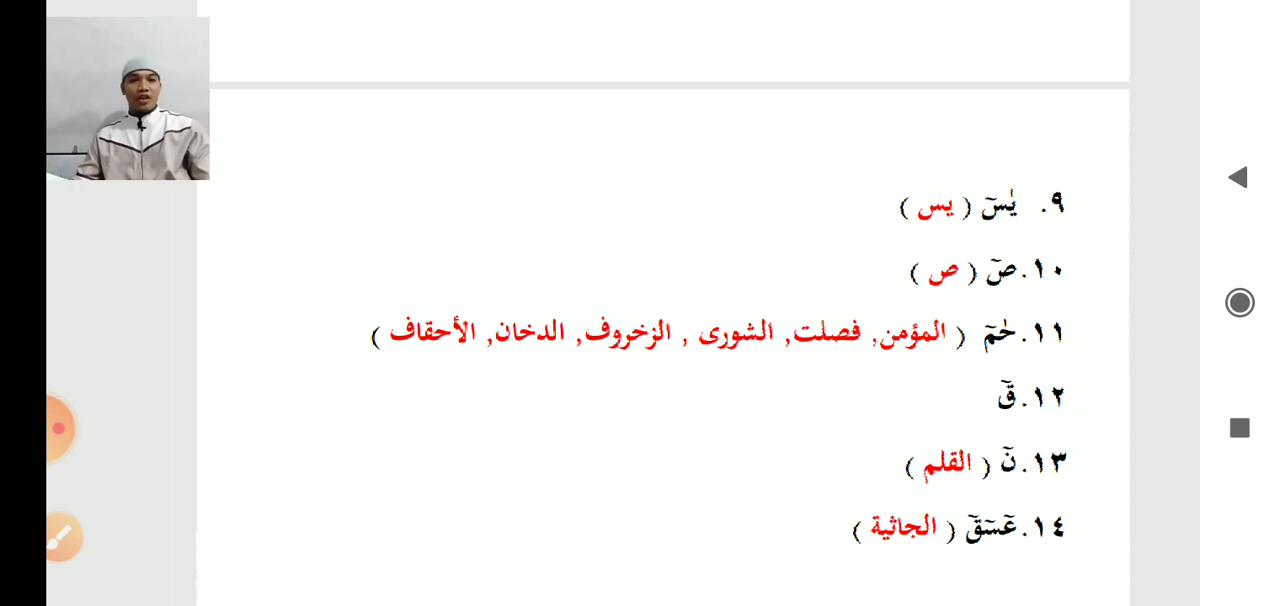 ٩. يٰسٓ ( يس )
١٠. صٓ ( ص )
١١. حٰمٓ ( المؤمن, فصلت, الشورى , الزخروف, الدخان, الأحقاف )
١٢. قٓ
١٣. نٓ ( القلم )
١٤. عٓسٓقٓ ( الجاثية )